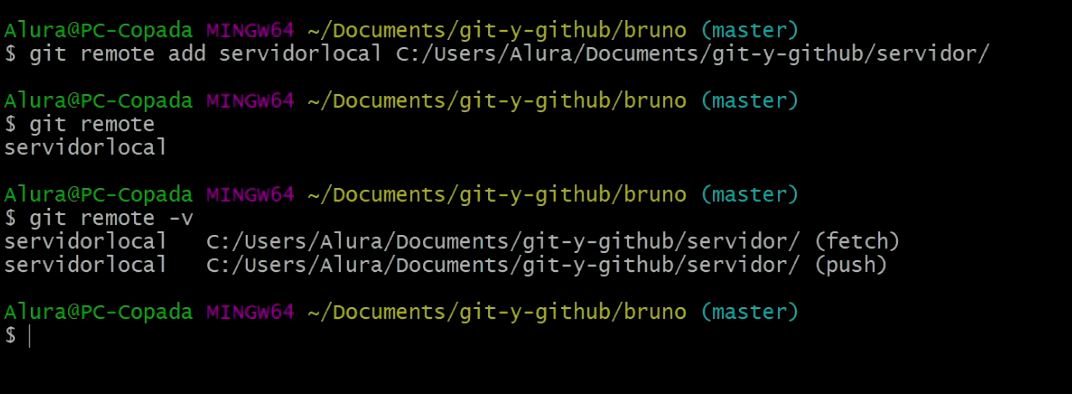 Alura@PC-Copada MINGW64 ~/Documents/git-y-github/bruno (master)
$ git remote add servidorlocal C:/Users/Alura/Documents/git-y-github/servidor/
Alura@PC-Copada MINGW64 ~/Documents/git-y-github/bruno (master)
$ git remote
servidorlocal
Alura@PC-Copada MINGW64 ~/Documents/git-y-github/bruno (master)
$ git remote -v
servidorlocal   C:/Users/Alura/Documents/git-y-github/servidor/ (fetch)
servidorlocal   C:/Users/Alura/Documents/git-y-github/servidor/ (push)
Alura@PC-Copada MINGW64 ~/Documents/git-y-github/bruno (master)
$